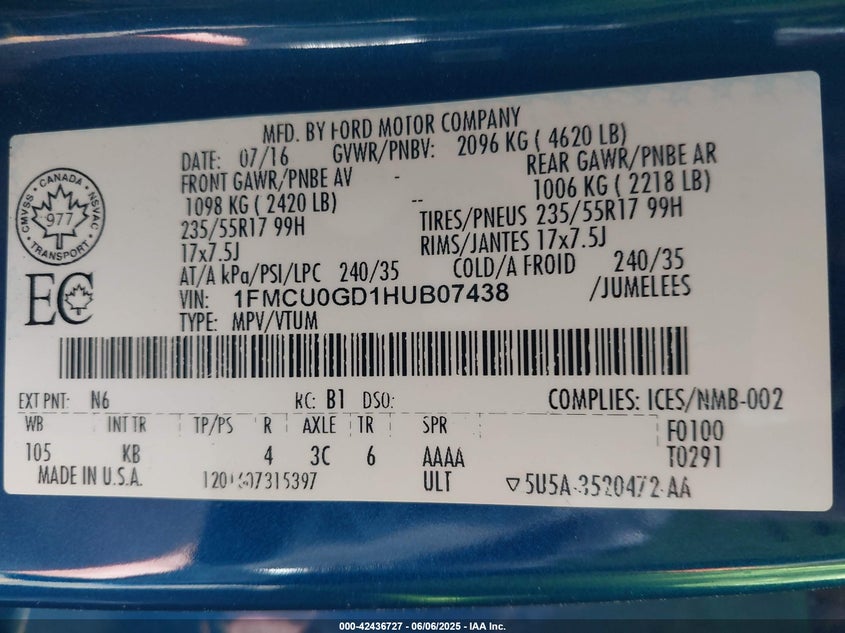 MFD. BY FORD MOTOR COMPANY
DATE: 07/16 GVWR/PNBV: 2096 KG ( 4620 LB)
FRONT GAWR/PNBE AV - REAR GAWR/PNBE AR
1098 KG ( 2420 LB) -- 1006 KG ( 2218 LB)
235/55R17 99H TIRES/PNEUS 235/55R17 99H
17x7.5J RIMS/JANTES 17x7.5J
AT/A kPa/PSI/LPC 240/35 COLD/A FROID 240/35
VIN: 1FMCU0GD1HUB07438 /JUMELEES
TYPE: MPV/VTUM
CMVSS · CANADA · NSVAC
977
TRANSPORT
EC
EXT PNT: N6 RC: B1 DSO: COMPLIES: ICES/NMB-002
WB INT TR TP/PS R AXLE TR SPR F0100
105 KB 4 3C 6 AAAA T0291
MADE IN U.S.A. ULT ▽5U5A-3520472-AA
000-42436727 - 06/06/2025 - IAA Inc.